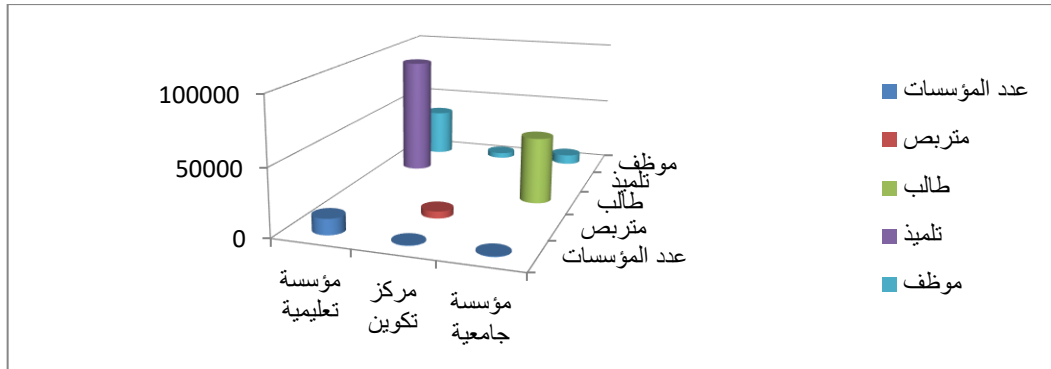 100000
50000
0
مؤسسة
تعليمية
مركز
تكوين
مؤسسة
جامعية
موظف
تلميذ
طالب
متربص
عدد المؤسسات
عدد المؤسسات
متربص
طالب
تلميذ
موظف